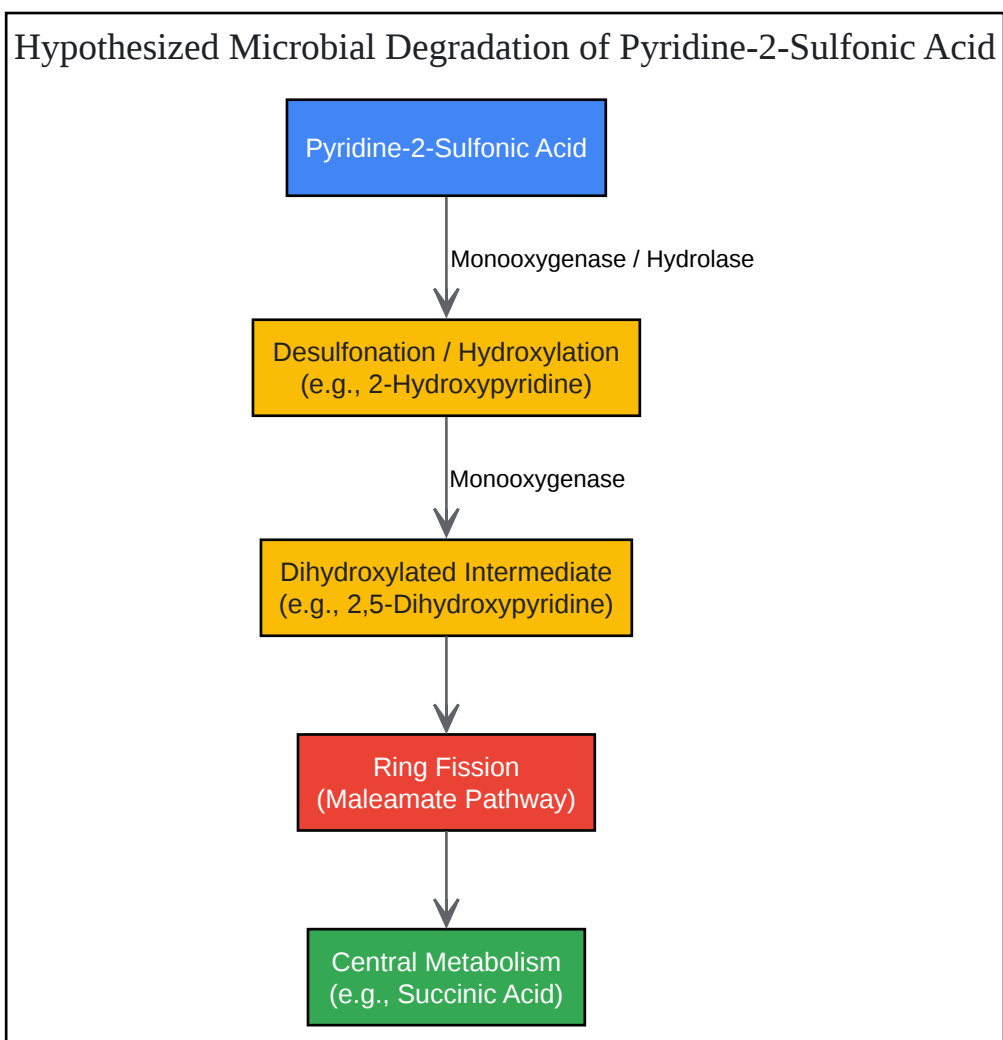 Hypothesized Microbial Degradation of Pyridine-2-Sulfonic Acid
Pyridine-2-Sulfonic Acid
Monooxygenase / Hydrolase
Desulfonation / Hydroxylation
(e.g., 2-Hydroxypyridine)
Monooxygenase
Dihydroxylated Intermediate
(e.g., 2,5-Dihydroxypyridine)
Ring Fission
(Maleamate Pathway)
Central Metabolism
(e.g., Succinic Acid)